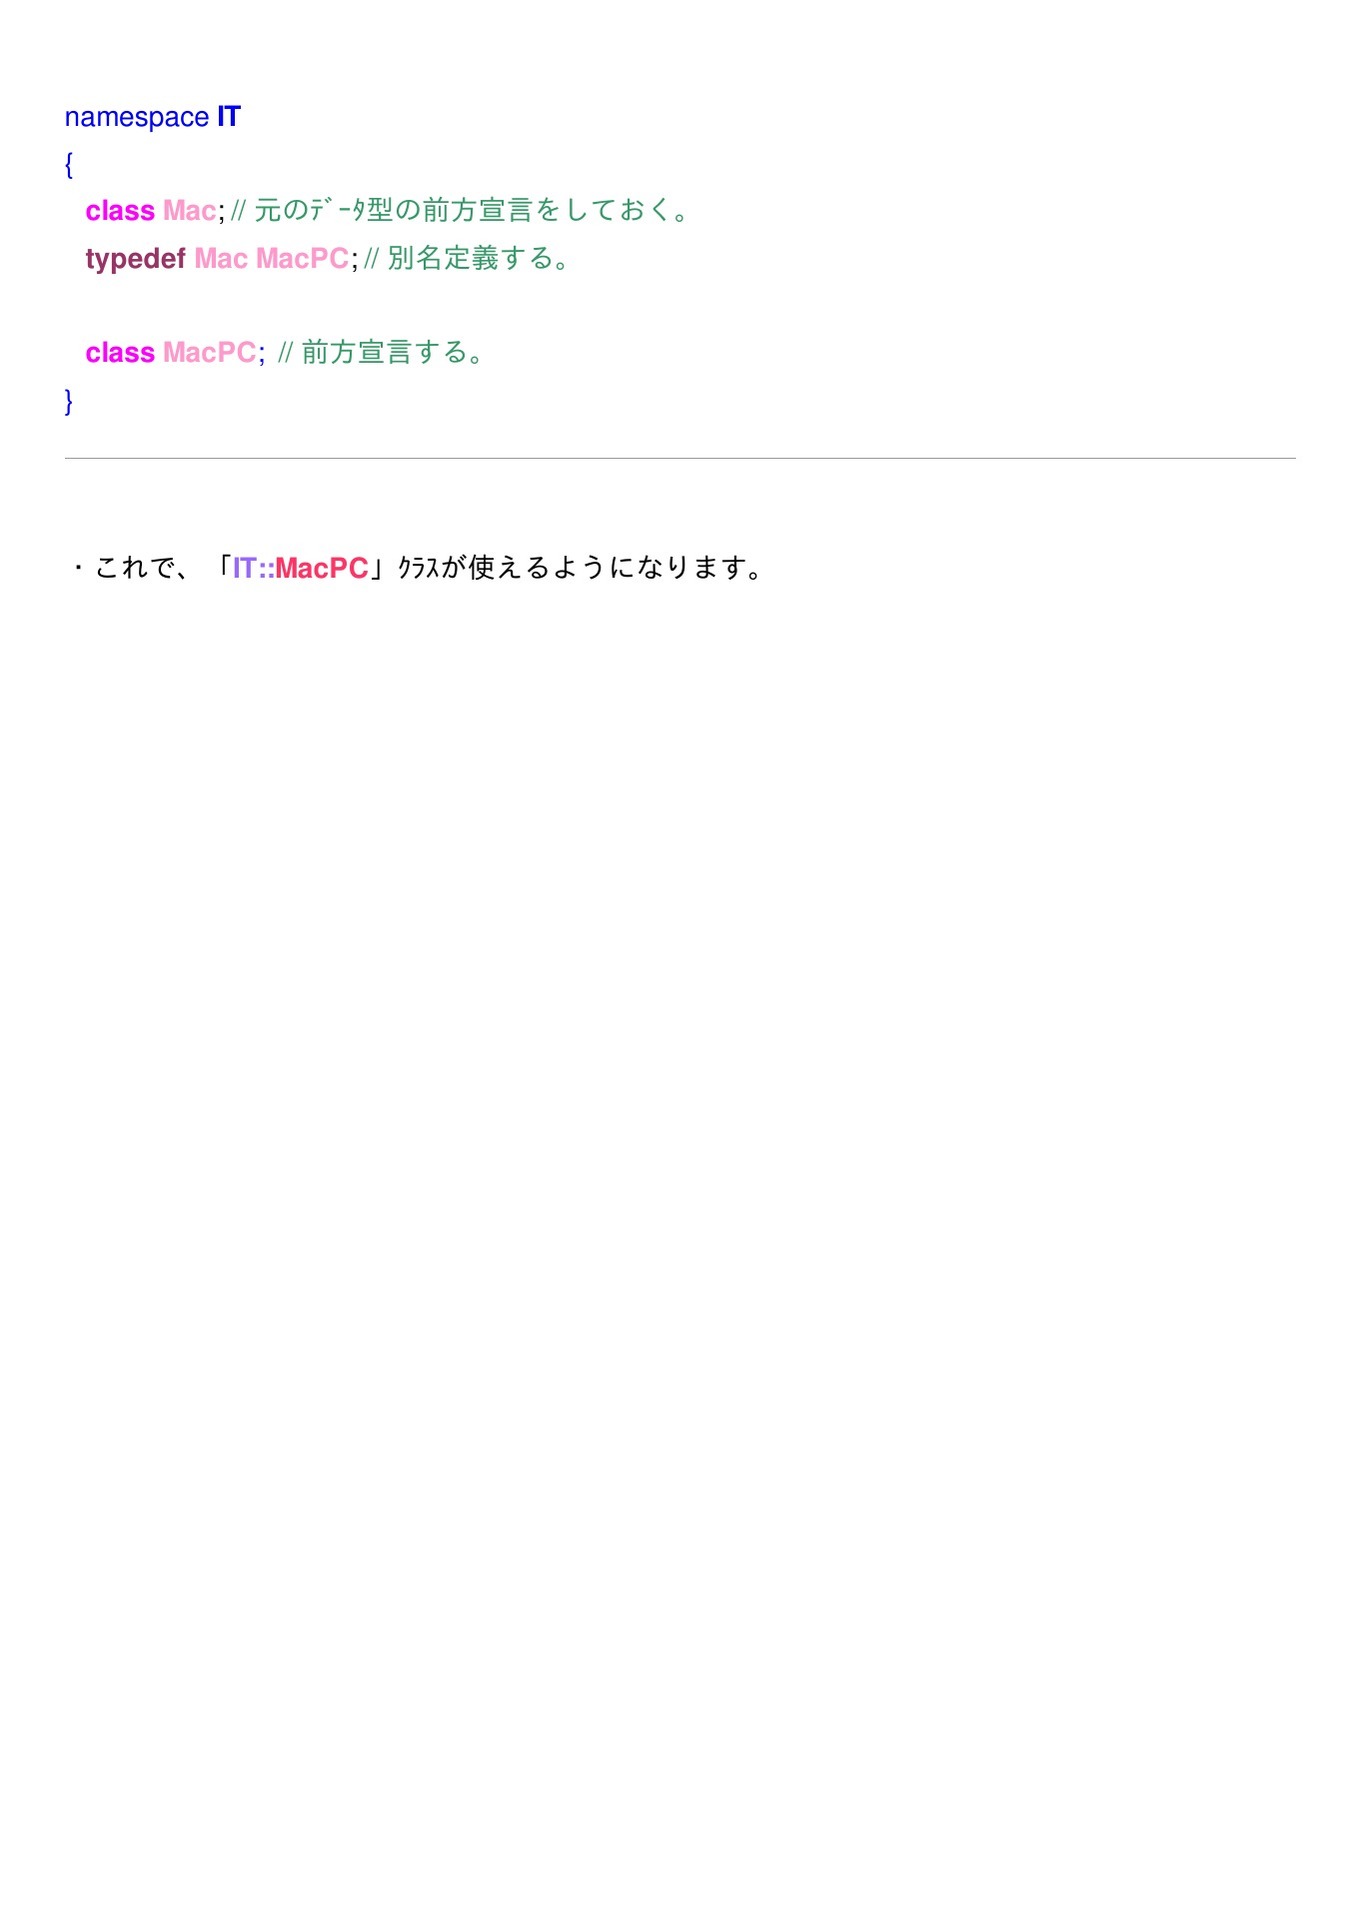 namespace IT
{
class Mac; // 元のﾃﾞｰﾀ型の前方宣言をしておく。
typedef Mac MacPC; // 別名定義する。
class MacPC; // 前方宣言する。
}
・これで、「IT::MacPC」ｸﾗｽが使えるようになります。